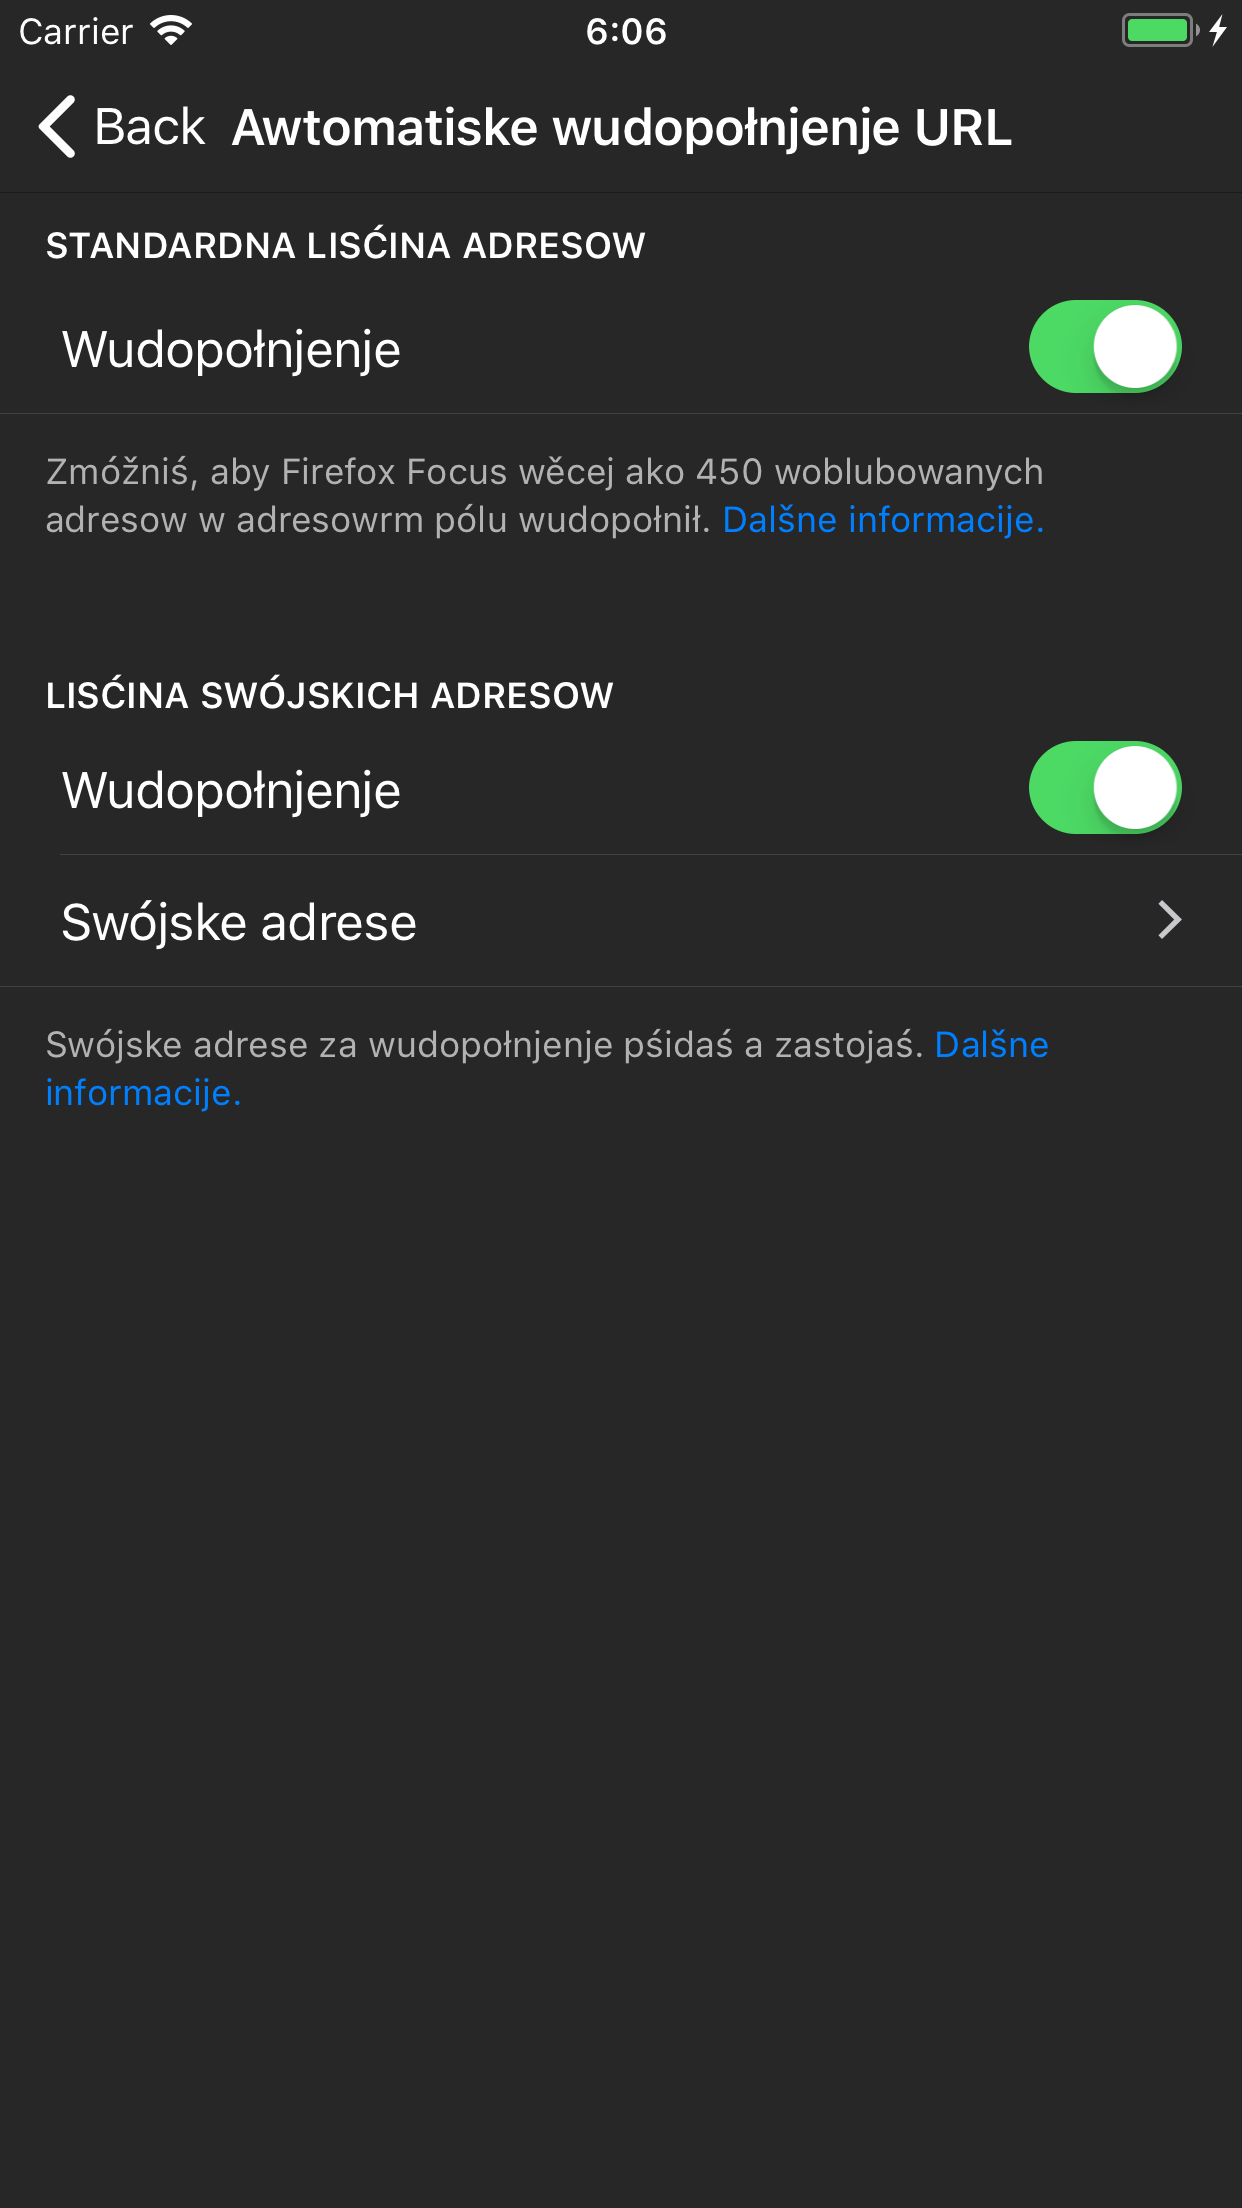 Carrier 6:06
Back Awtomatiske wudopołnjenje URL
STANDARDNA LISĆINA ADRESOW
Wudopołnjenje
Zmóžniś, aby Firefox Focus wěcej ako 450 woblubowanych
adresow w adresowrm pólu wudopołnił. Dalšne informacije.
LISĆINA SWÓJSKICH ADRESOW
Wudopołnjenje
Swójske adrese
Swójske adrese za wudopołnjenje pśidaś a zastojaś. Dalšne
informacije.